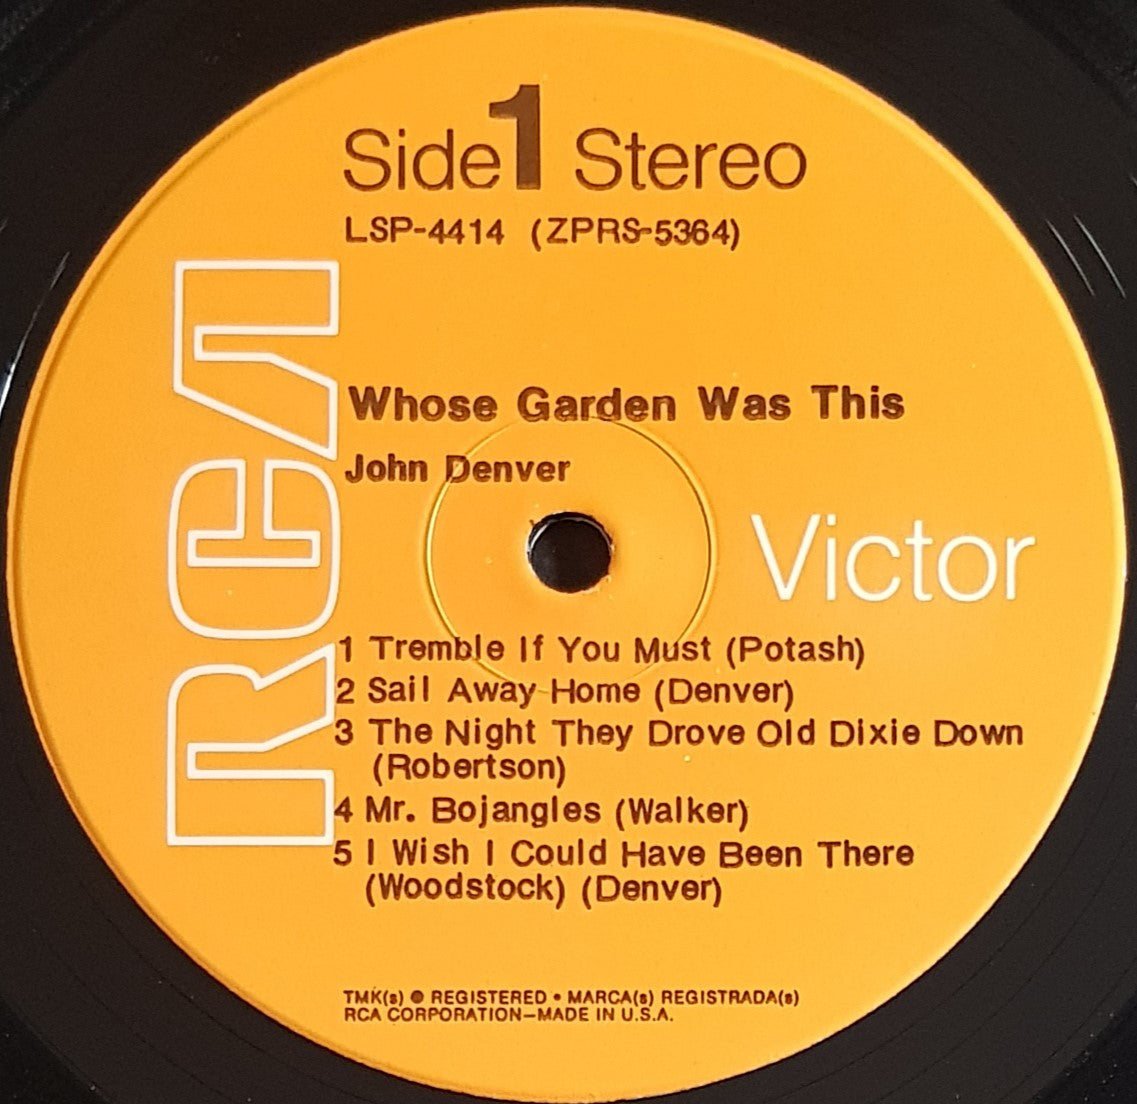 Side 1 Stereo
LSP-4414 (ZPRS-5364)
RCA
Whose Garden Was This
John Denver
Victor
1 Tremble If You Must (Potash)
2 Sail Away Home (Denver)
3 The Night They Drove Old Dixie Down
(Robertson)
4 Mr. Bojangles (Walker)
5 I Wish I Could Have Been There
(Woodstock) (Denver)
TMK(s) ® REGISTERED • MARCA(s) REGISTRADA(s)
RCA CORPORATION—MADE IN U.S.A.